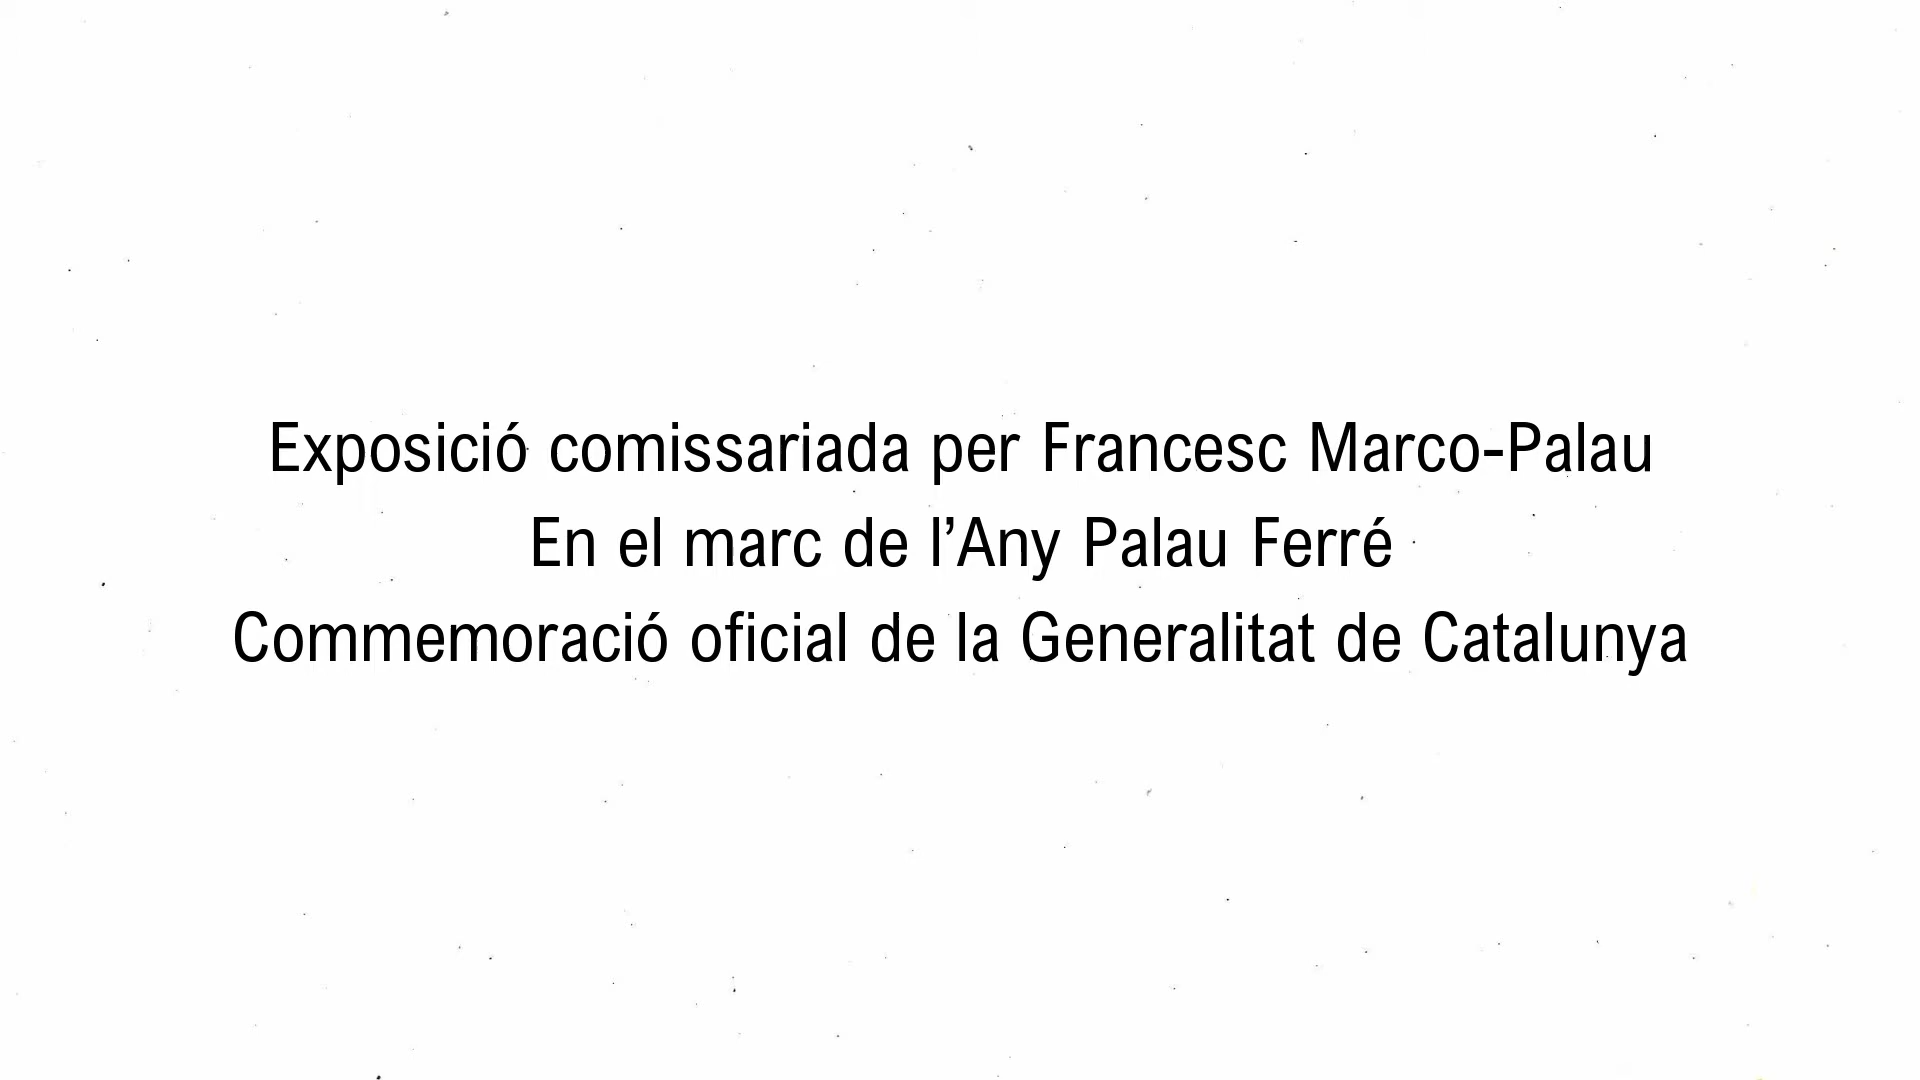 Exposició comissariada per Francesc Marco-Palau
En el marc de l’Any Palau Ferré
Commemoració oficial de la Generalitat de Catalunya